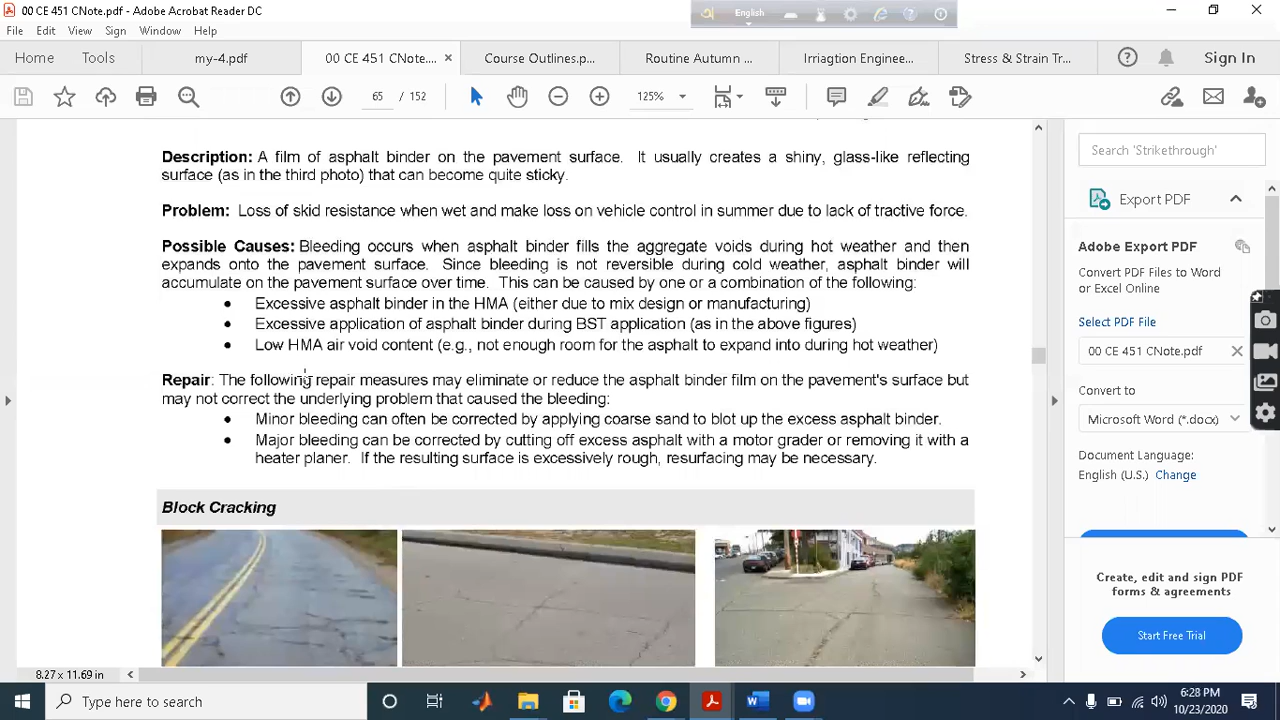 00 CE 451 CNote.pdf - Adobe Acrobat Reader DC
English
File Edit View Sign Window Help
Home Tools my-4.pdf 00 CE 451 CNote.... × Course Outlines.p... Routine Autumn ... Irriagtion Enginee... Stress & Strain Tr... Sign In
65 / 152 125%
Description: A film of asphalt binder on the pavement surface. It usually creates a shiny, glass-like reflecting
surface (as in the third photo) that can become quite sticky.
Problem: Loss of skid resistance when wet and make loss on vehicle control in summer due to lack of tractive force.
Possible Causes: Bleeding occurs when asphalt binder fills the aggregate voids during hot weather and then
expands onto the pavement surface. Since bleeding is not reversible during cold weather, asphalt binder will
accumulate on the pavement surface over time. This can be caused by one or a combination of the following:
• Excessive asphalt binder in the HMA (either due to mix design or manufacturing)
• Excessive application of asphalt binder during BST application (as in the above figures)
• Low HMA air void content (e.g., not enough room for the asphalt to expand into during hot weather)
Repair: The following repair measures may eliminate or reduce the asphalt binder film on the pavement's surface but
may not correct the underlying problem that caused the bleeding:
• Minor bleeding can often be corrected by applying coarse sand to blot up the excess asphalt binder.
• Major bleeding can be corrected by cutting off excess asphalt with a motor grader or removing it with a
heater planer. If the resulting surface is excessively rough, resurfacing may be necessary.
Block Cracking
8.27 x 11.69 in
Search 'Strikethrough'
Export PDF
Adobe Export PDF
Convert PDF Files to Word
or Excel Online
Select PDF File
00 CE 451 CNote.pdf
Convert to
Microsoft Word (*.docx)
Document Language:
English (U.S.) Change
Create, edit and sign PDF
forms & agreements
Start Free Trial
Type here to search
6:28 PM
10/23/2020